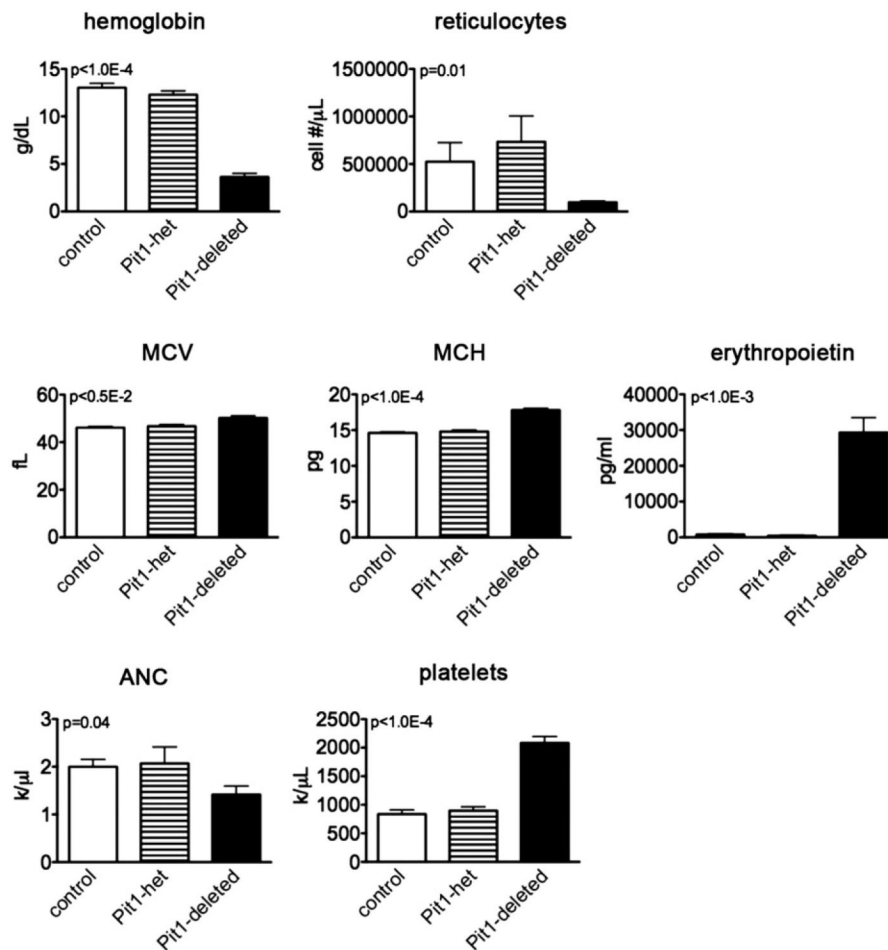 hemoglobin
p<1.0E-4
15
10
5
0
g/dL
control
Pit1-het
Pit1-deleted
reticulocytes
p=0.01
1500000
1000000
500000
0
cell #/μL
control
Pit1-het
Pit1-deleted
MCV
p<0.5E-2
60
40
20
0
fL
control
Pit1-het
Pit1-deleted
MCH
p<1.0E-4
20
15
10
5
0
pg
control
Pit1-het
Pit1-deleted
erythropoietin
p<1.0E-3
40000
30000
20000
10000
0
pg/ml
control
Pit1-het
Pit1-deleted
ANC
p=0.04
3
2
1
0
k/μl
control
Pit1-het
Pit1-deleted
platelets
p<1.0E-4
2500
2000
1500
1000
500
0
k/μL
control
Pit1-het
Pit1-deleted